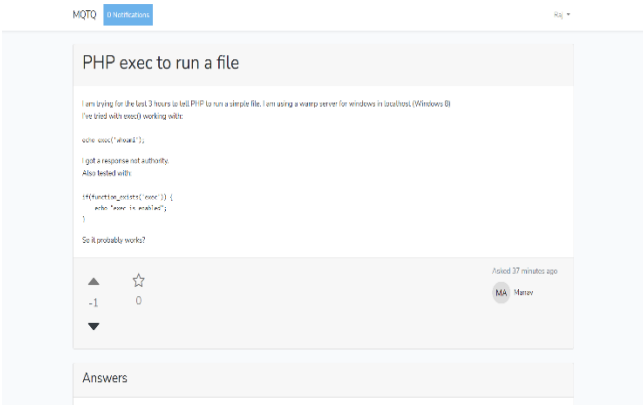 MQTQ 0 Notifications Raj
PHP exec to run a file
I am trying for the last 3 hours to tell PHP to run a simple file. I am using a wamp server for windows in localhost (Windows 8)
I've tried with exec() working with:
echo exec('whoami');
I got a response not authority.
Also tested with:
if(function_exists('exec')) {
echo "exec is enabled";
}
So it probably works?
Asked 37 minutes ago
-1 0
MA Manav
Answers